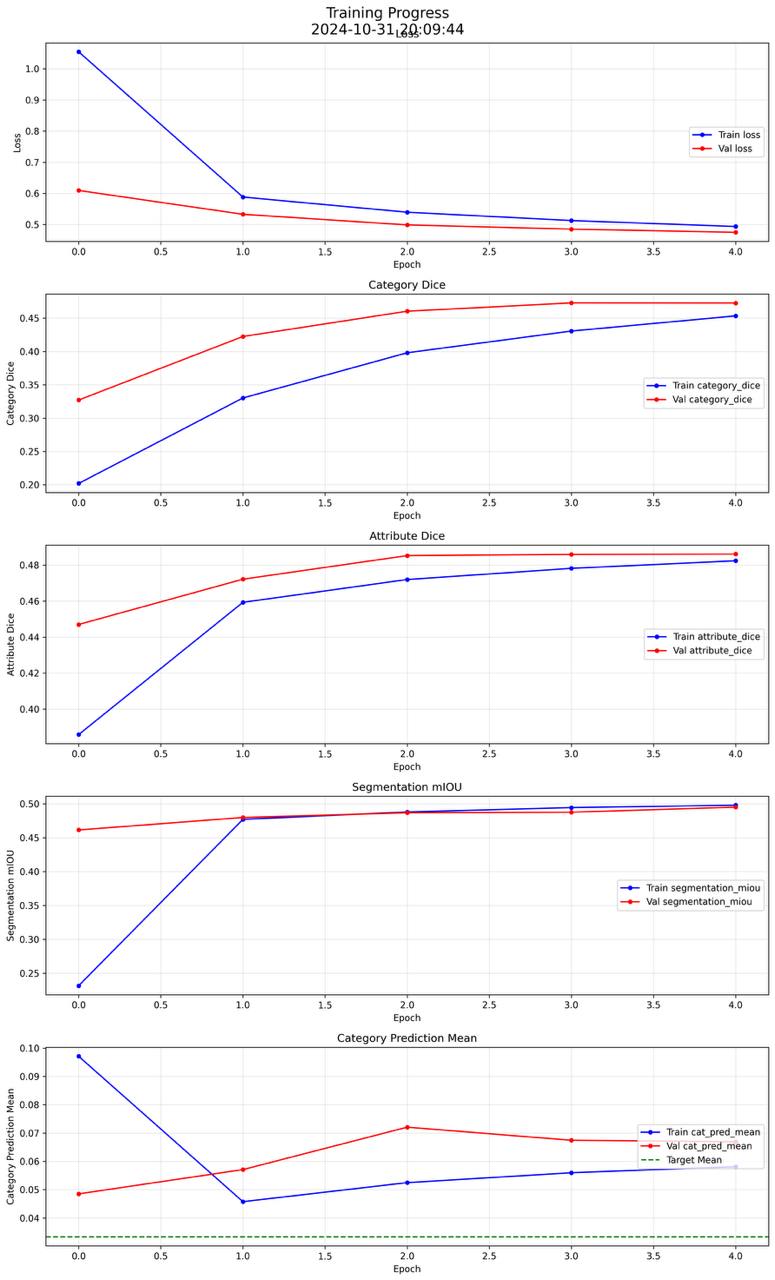 Training Progress
2024-10-31 20:09:44
Loss
1.0
0.9
0.8
0.7
0.6
0.5
Loss
Train loss
Val loss
0.0 0.5 1.0 1.5 2.0 2.5 3.0 3.5 4.0
Epoch
Category Dice
0.45
0.40
0.35
0.30
0.25
0.20
Category Dice
Train category_dice
Val category_dice
0.0 0.5 1.0 1.5 2.0 2.5 3.0 3.5 4.0
Epoch
Attribute Dice
0.48
0.46
0.44
0.42
0.40
Attribute Dice
Train attribute_dice
Val attribute_dice
0.0 0.5 1.0 1.5 2.0 2.5 3.0 3.5 4.0
Epoch
Segmentation mIOU
0.50
0.45
0.40
0.35
0.30
0.25
Segmentation mIOU
Train segmentation_miou
Val segmentation_miou
0.0 0.5 1.0 1.5 2.0 2.5 3.0 3.5 4.0
Epoch
Category Prediction Mean
0.10
0.09
0.08
0.07
0.06
0.05
0.04
Category Prediction Mean
Train cat_pred_mean
Val cat_pred_mean
Target Mean
0.0 0.5 1.0 1.5 2.0 2.5 3.0 3.5 4.0
Epoch